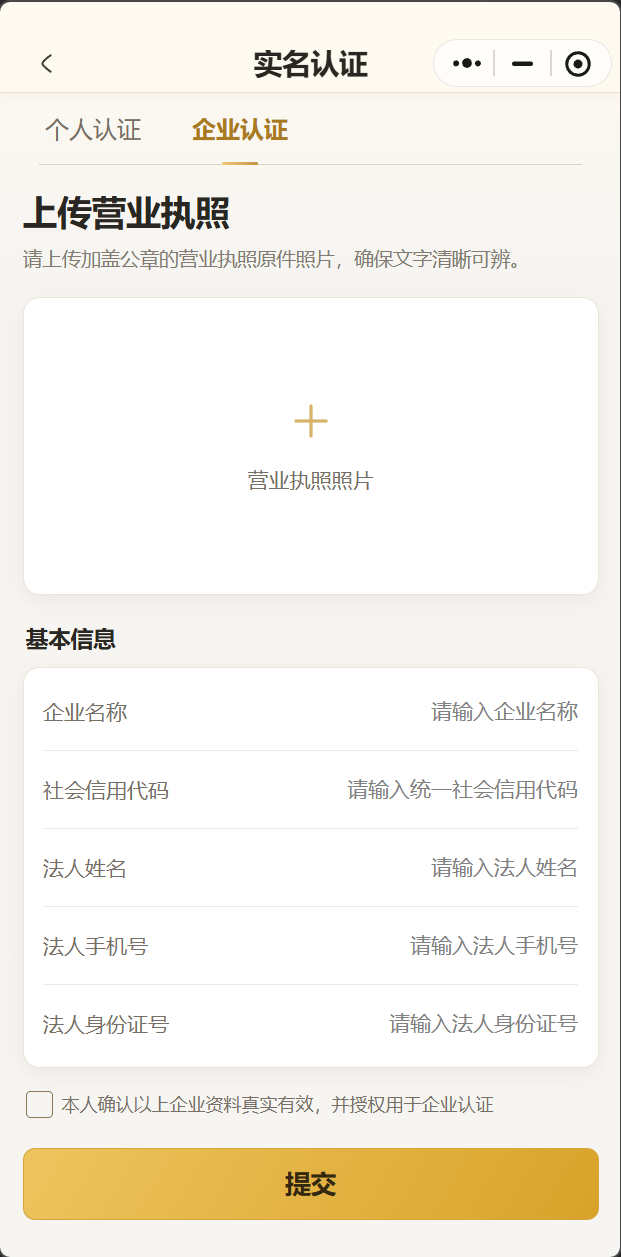 实名认证
个人认证 企业认证
上传营业执照
请上传加盖公章的营业执照原件照片，确保文字清晰可辨。
营业执照照片
基本信息
企业名称 请输入企业名称
社会信用代码 请输入统一社会信用代码
法人姓名 请输入法人姓名
法人手机号 请输入法人手机号
法人身份证号 请输入法人身份证号
本人确认以上企业资料真实有效，并授权用于企业认证
提交